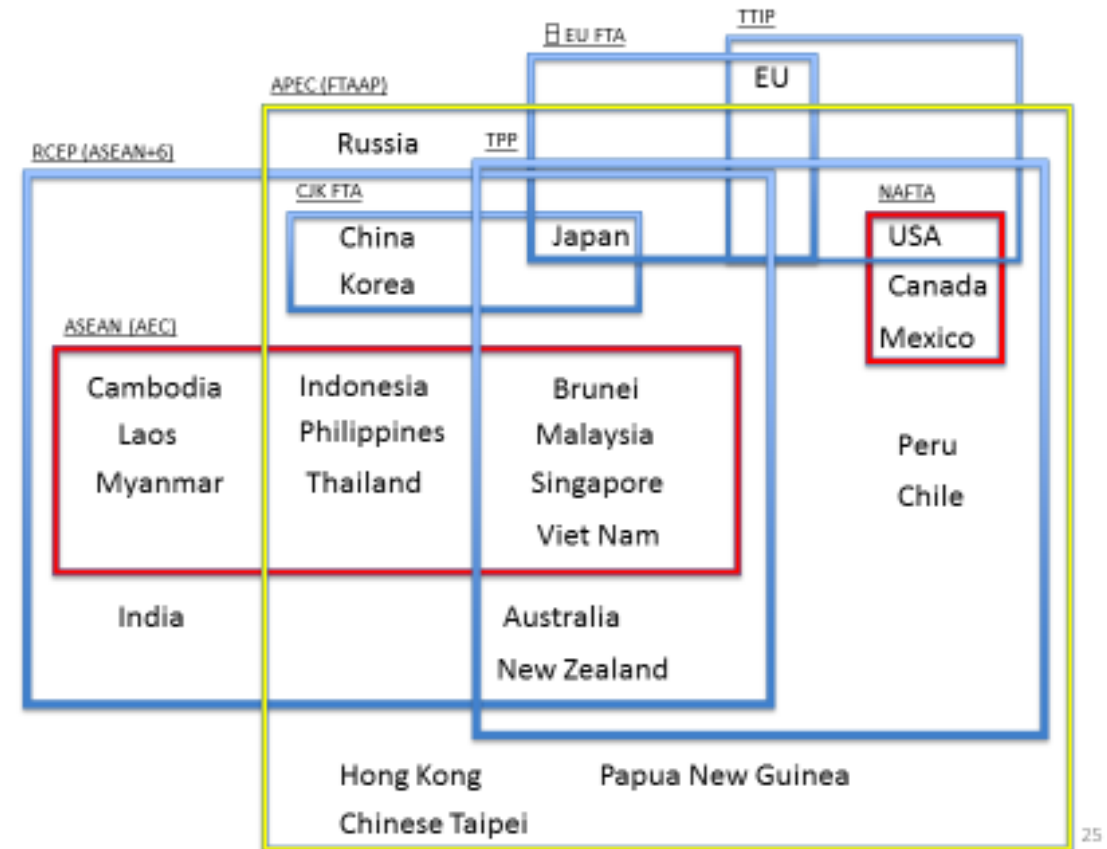 TTIP
日 EU FTA
EU
APEC (FTAAP)
Russia
TPP
RCEP (ASEAN+6)
CJK FTA
NAFTA
China
Japan
USA
Korea
Canada
ASEAN (AEC)
Mexico
Cambodia
Indonesia
Brunei
Laos
Philippines
Malaysia
Peru
Myanmar
Thailand
Singapore
Chile
Viet Nam
India
Australia
New Zealand
Hong Kong
Papua New Guinea
Chinese Taipei
25